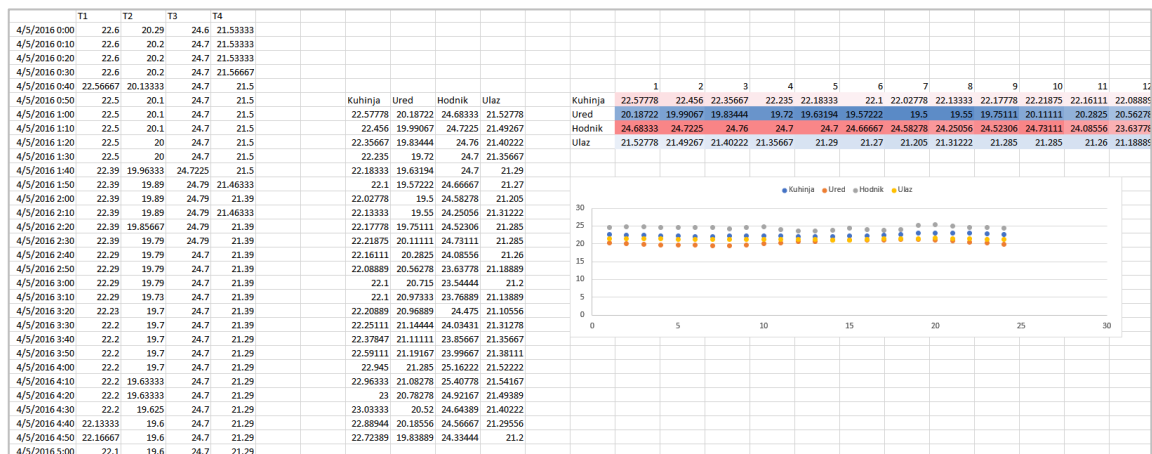 T1 T2 T3 T4
4/5/2016 0:00 22.6 20.29 24.6 21.53333
4/5/2016 0:10 22.6 20.2 24.7 21.53333
4/5/2016 0:20 22.6 20.2 24.7 21.53333
4/5/2016 0:30 22.6 20.2 24.7 21.56667
4/5/2016 0:40 22.56667 20.13333 24.7 21.5 1 2 3 4 5 6 7 8 9 10 11 12
4/5/2016 0:50 22.5 20.1 24.7 21.5 Kuhinja Ured Hodnik Ulaz Kuhinja 22.57778 22.456 22.35667 22.235 22.18333 22.1 22.02778 22.13333 22.17778 22.21875 22.16111 22.08889
4/5/2016 1:00 22.5 20.1 24.7 21.5 22.57778 20.18722 24.68333 21.52778 Ured 20.18722 19.99067 19.83444 19.72 19.63194 19.57222 19.5 19.55 19.75111 20.11111 20.2825 20.56278
4/5/2016 1:10 22.5 20.1 24.7 21.5 22.456 19.99067 24.7225 21.49267 Hodnik 24.68333 24.7225 24.76 24.7 24.7 24.66667 24.58278 24.25056 24.52306 24.73111 24.08556 23.63778
4/5/2016 1:20 22.5 20 24.7 21.5 22.35667 19.83444 24.76 21.40222 Ulaz 21.52778 21.49267 21.40222 21.35667 21.29 21.27 21.205 21.31222 21.285 21.285 21.26 21.18889
4/5/2016 1:30 22.5 20 24.7 21.5 22.235 19.72 24.7 21.35667
4/5/2016 1:40 22.39 19.96333 24.7225 21.5 22.18333 19.63194 24.7 21.29
4/5/2016 1:50 22.39 19.89 24.79 21.46333 22.1 19.57222 24.66667 21.27
4/5/2016 2:00 22.39 19.89 24.79 21.39 22.02778 19.5 24.58278 21.205
4/5/2016 2:10 22.39 19.89 24.79 21.46333 22.13333 19.55 24.25056 21.31222
4/5/2016 2:20 22.39 19.85667 24.79 21.39 22.17778 19.75111 24.52306 21.285
4/5/2016 2:30 22.39 19.79 24.79 21.39 22.21875 20.11111 24.73111 21.285
4/5/2016 2:40 22.29 19.79 24.7 21.39 22.16111 20.2825 24.08556 21.26
4/5/2016 2:50 22.29 19.79 24.7 21.39 22.08889 20.56278 23.63778 21.18889
4/5/2016 3:00 22.29 19.79 24.7 21.39 22.1 20.715 23.54444 21.2
4/5/2016 3:10 22.29 19.73 24.7 21.39 22.1 20.97333 23.76889 21.13889
4/5/2016 3:20 22.23 19.7 24.7 21.39 22.20889 20.96889 24.475 21.10556
4/5/2016 3:30 22.2 19.7 24.7 21.39 22.25111 21.14444 24.03431 21.31278
4/5/2016 3:40 22.2 19.7 24.7 21.29 22.37847 21.11111 23.85667 21.35667
4/5/2016 3:50 22.2 19.7 24.7 21.29 22.59111 21.19167 23.99667 21.38111
4/5/2016 4:00 22.2 19.7 24.7 21.29 22.945 21.285 25.16222 21.52222
4/5/2016 4:10 22.2 19.63333 24.7 21.29 22.96333 21.08278 25.40778 21.54167
4/5/2016 4:20 22.2 19.63333 24.7 21.29 23 20.78278 24.92167 21.49389
4/5/2016 4:30 22.2 19.625 24.7 21.29 23.03333 20.52 24.64389 21.40222
4/5/2016 4:40 22.13333 19.6 24.7 21.29 22.88944 20.18556 24.56667 21.29556
4/5/2016 4:50 22.16667 19.6 24.7 21.29 22.72389 19.83889 24.33444 21.2
4/5/2016 5:00 22.1 19.6 24.7 21.29
Kuhinja Ured Hodnik Ulaz
30
25
20
15
10
5
0
0 5 10 15 20 25 30